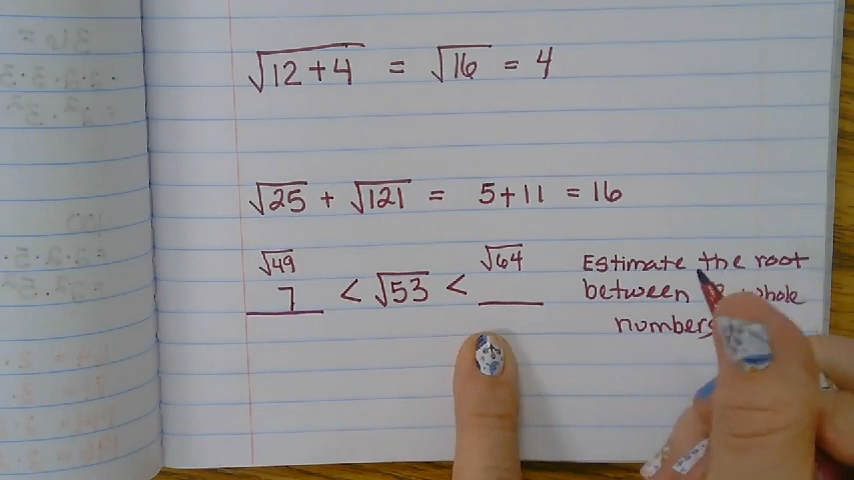 √12+4 = √16 = 4
√25 + √121 = 5+11 = 16
√49 √64
7 < √53 < ___
Estimate the root
between whole
numbers